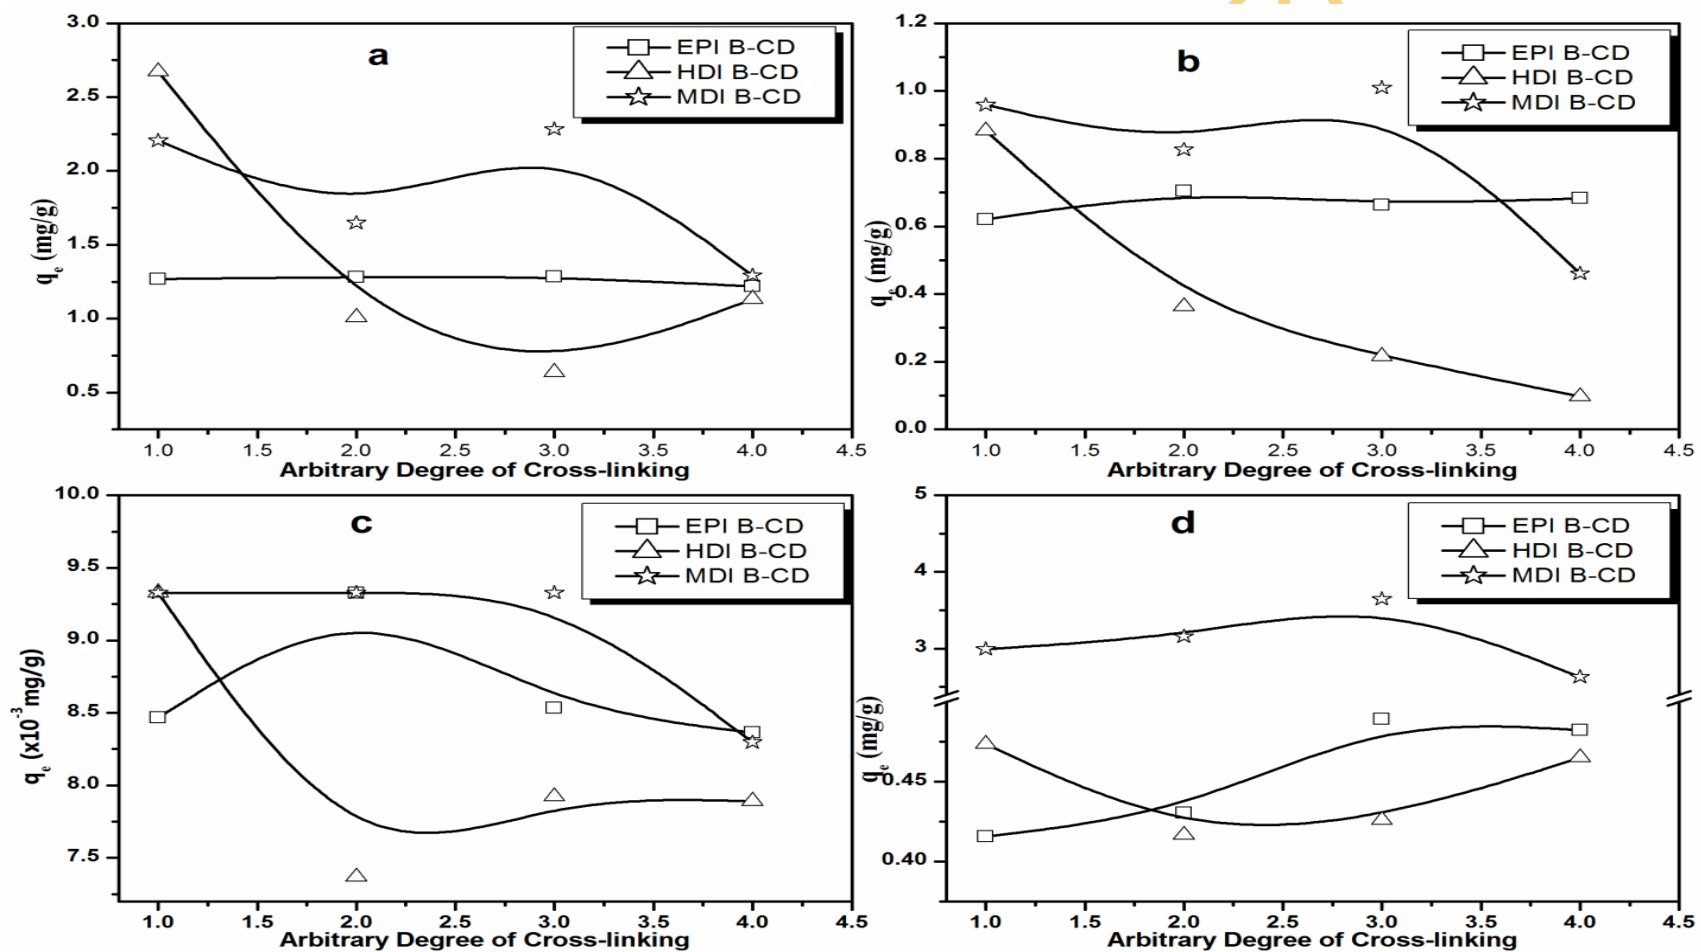 a
EPI B-CD
HDI B-CD
MDI B-CD
3.0
2.5
2.0
1.5
1.0
0.5
qe (mg/g)
1.0 1.5 2.0 2.5 3.0 3.5 4.0 4.5
Arbitrary Degree of Cross-linking
b
EPI B-CD
HDI B-CD
MDI B-CD
1.2
1.0
0.8
0.6
0.4
0.2
0.0
qe (mg/g)
1.0 1.5 2.0 2.5 3.0 3.5 4.0 4.5
Arbitrary Degree of Cross-linking
c
EPI B-CD
HDI B-CD
MDI B-CD
10.0
9.5
9.0
8.5
8.0
7.5
qe (x10-3 mg/g)
1.0 1.5 2.0 2.5 3.0 3.5 4.0 4.5
Arbitrary Degree of Cross-linking
d
EPI B-CD
HDI B-CD
MDI B-CD
5
4
3
0.45
0.40
qe (mg/g)
1.0 1.5 2.0 2.5 3.0 3.5 4.0 4.5
Arbitrary Degree of Cross-linking